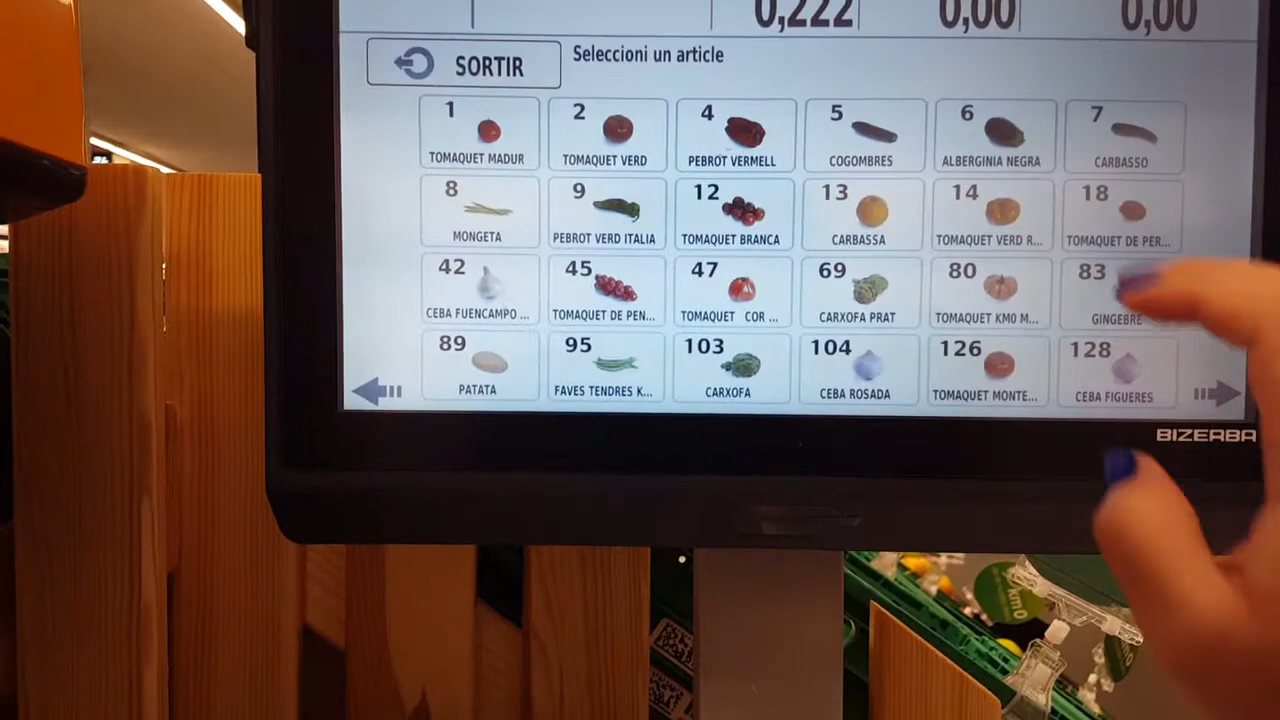 0,222 0,00 0,00
SORTIR
Seleccioni un article
1 2 4 5 6 7
TOMAQUET MADUR TOMAQUET VERD PEBROT VERMELL COGOMBRES ALBERGINIA NEGRA CARBASSO
8 9 12 13 14 18
MONGETA PEBROT VERD ITALIA TOMAQUET BRANCA CARBASSA TOMAQUET VERD R... TOMAQUET DE PER...
42 45 47 69 80 83
CEBA FUENCAMPO ... TOMAQUET DE PEN... TOMAQUET COR ... CARXOFA PRAT TOMAQUET KM0 M... GINGEBRE
89 95 103 104 126 128
PATATA FAVES TENDRES K... CARXOFA CEBA ROSADA TOMAQUET MONTE... CEBA FIGUERES
BIZERBA
km0